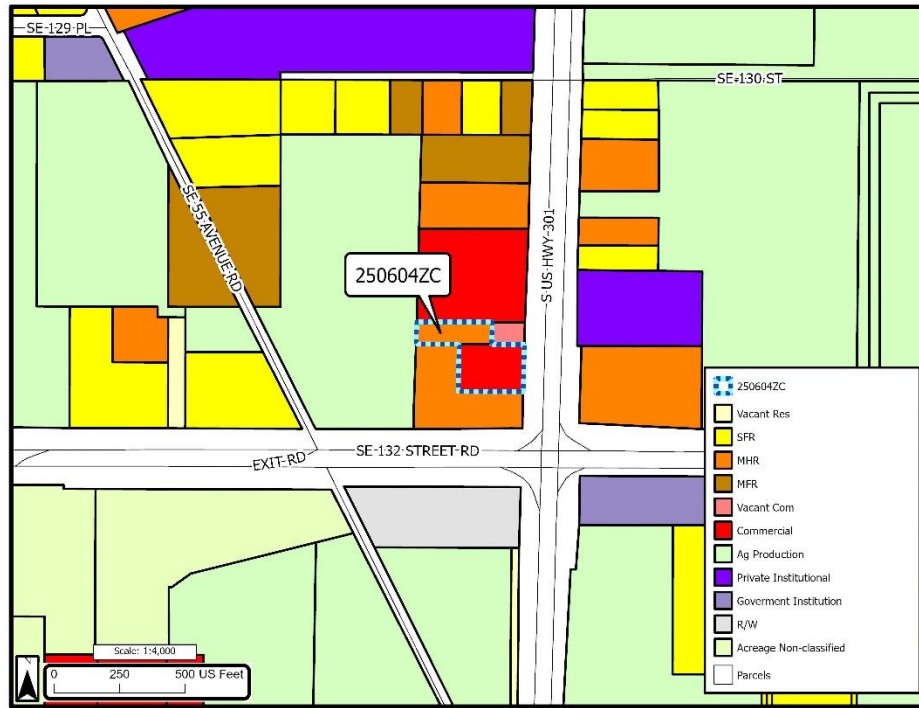 SE 129 PL
SE 130 ST
SE 55 AVENUE RD
S US HWY 301
250604ZC
SE 132 STREET RD
EXIT RD
250604ZC
Vacant Res
SFR
MHR
MFR
Vacant Com
Commercial
Ag Production
Private Institutional
Goverment Institution
R/W
Acreage Non-classified
Parcels
Scale: 1:4,000
0 250 500 US Feet